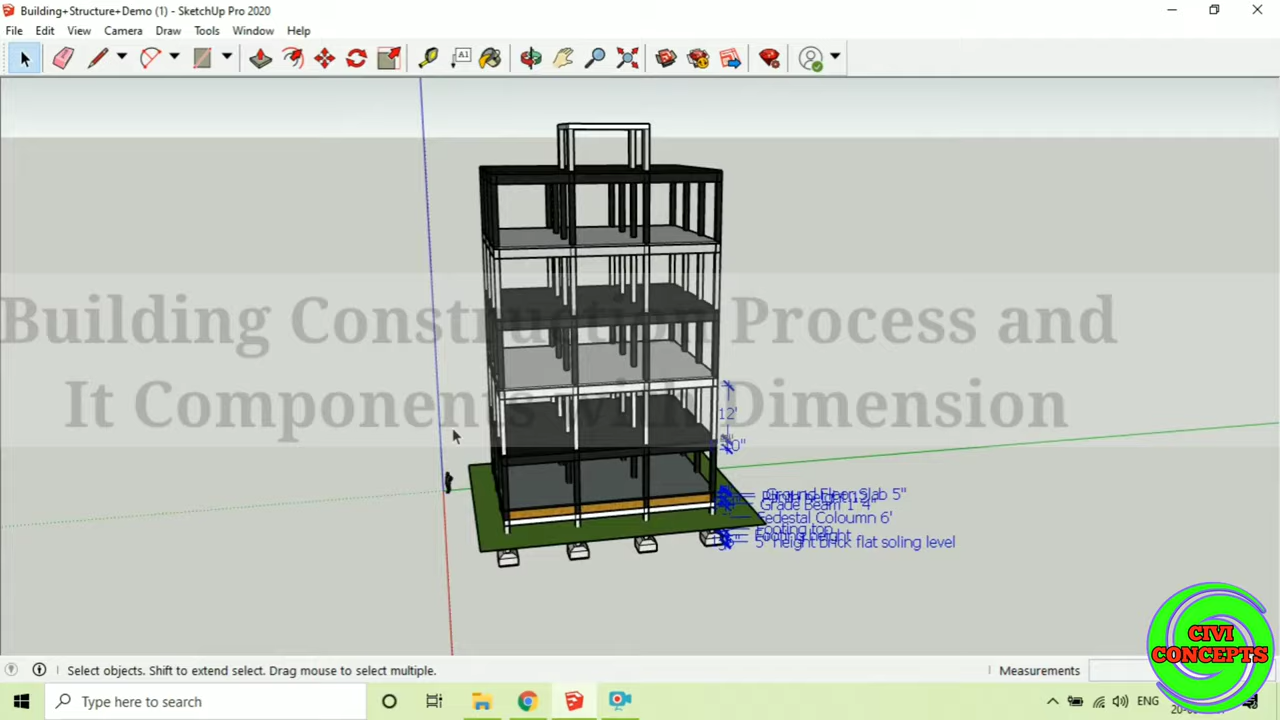 Building+Structure+Demo (1) - SketchUp Pro 2020
File Edit View Camera Draw Tools Window Help
A1
Building Construction Process and
It Components with Dimension
12'
Ground Floor Slab 5"
Grade Beam 1' 4"
Pedestal Coloumn 6'
Footing top
Footing height
5" height Brick flat soling level
CIVI
CONCEPTS
Select objects. Shift to extend select. Drag mouse to select multiple.
Measurements
Type here to search
ENG